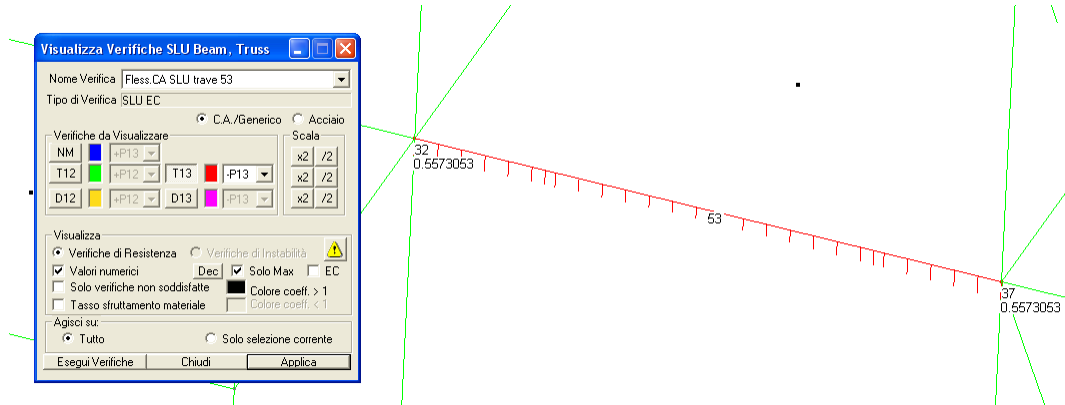 Visualizza Verifiche SLU Beam, Truss
Nome Verifica Fless.CA SLU trave 53
Tipo di Verifica SLU EC
C.A./Generico Acciaio
Verifiche da Visualizzare Scala
NM +P13 x2 /2
T12 +P12 T13 -P13 x2 /2
D12 +P12 D13 -P13 x2 /2
Visualizza
Verifiche di Resistenza Verifiche di Instabilità
Valori numerici Dec Solo Max EC
Solo verifiche non soddisfatte Colore coeff. > 1
Tasso sfruttamento materiale Colore coeff. < 1
Agisci su:
Tutto Solo selezione corrente
Esegui Verifiche Chiudi Applica
32
0.5573053
53
37
0.5573053